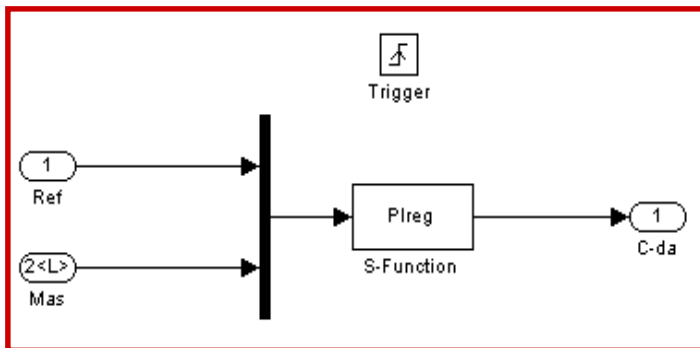 Trigger
1
Ref
PIreg
S-Function
1
C-da
2<L>
Mas